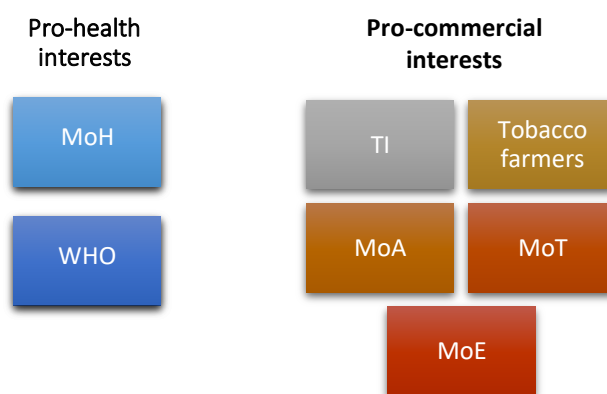 Pro-health
interests
Pro-commercial
interests
MoH
TI
Tobacco
farmers
WHO
MoA
MoT
MoE